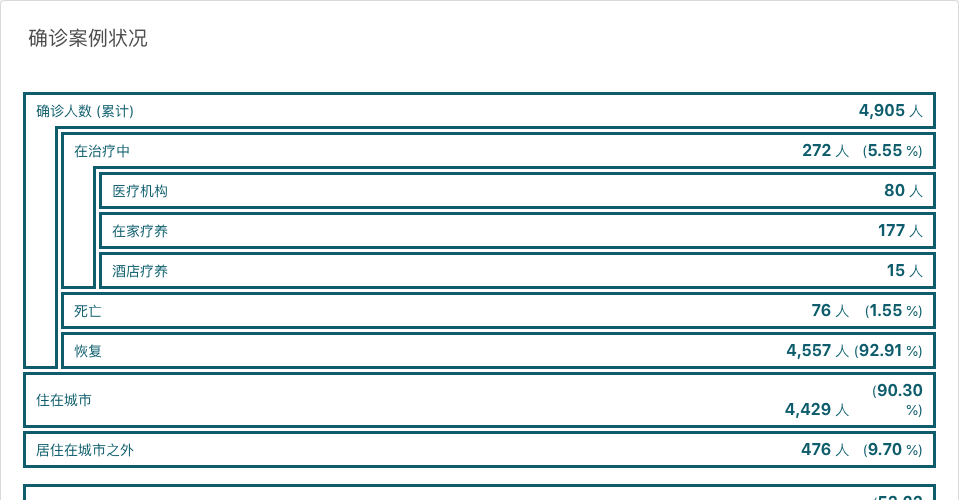 确诊案例状况
确诊人数 (累计) 4,905 人
在治疗中 272 人 (5.55 %)
医疗机构 80 人
在家疗养 177 人
酒店疗养 15 人
死亡 76 人 (1.55 %)
恢复 4,557 人 (92.91 %)
住在城市 4,429 人 (90.30 %)
居住在城市之外 476 人 (9.70 %)